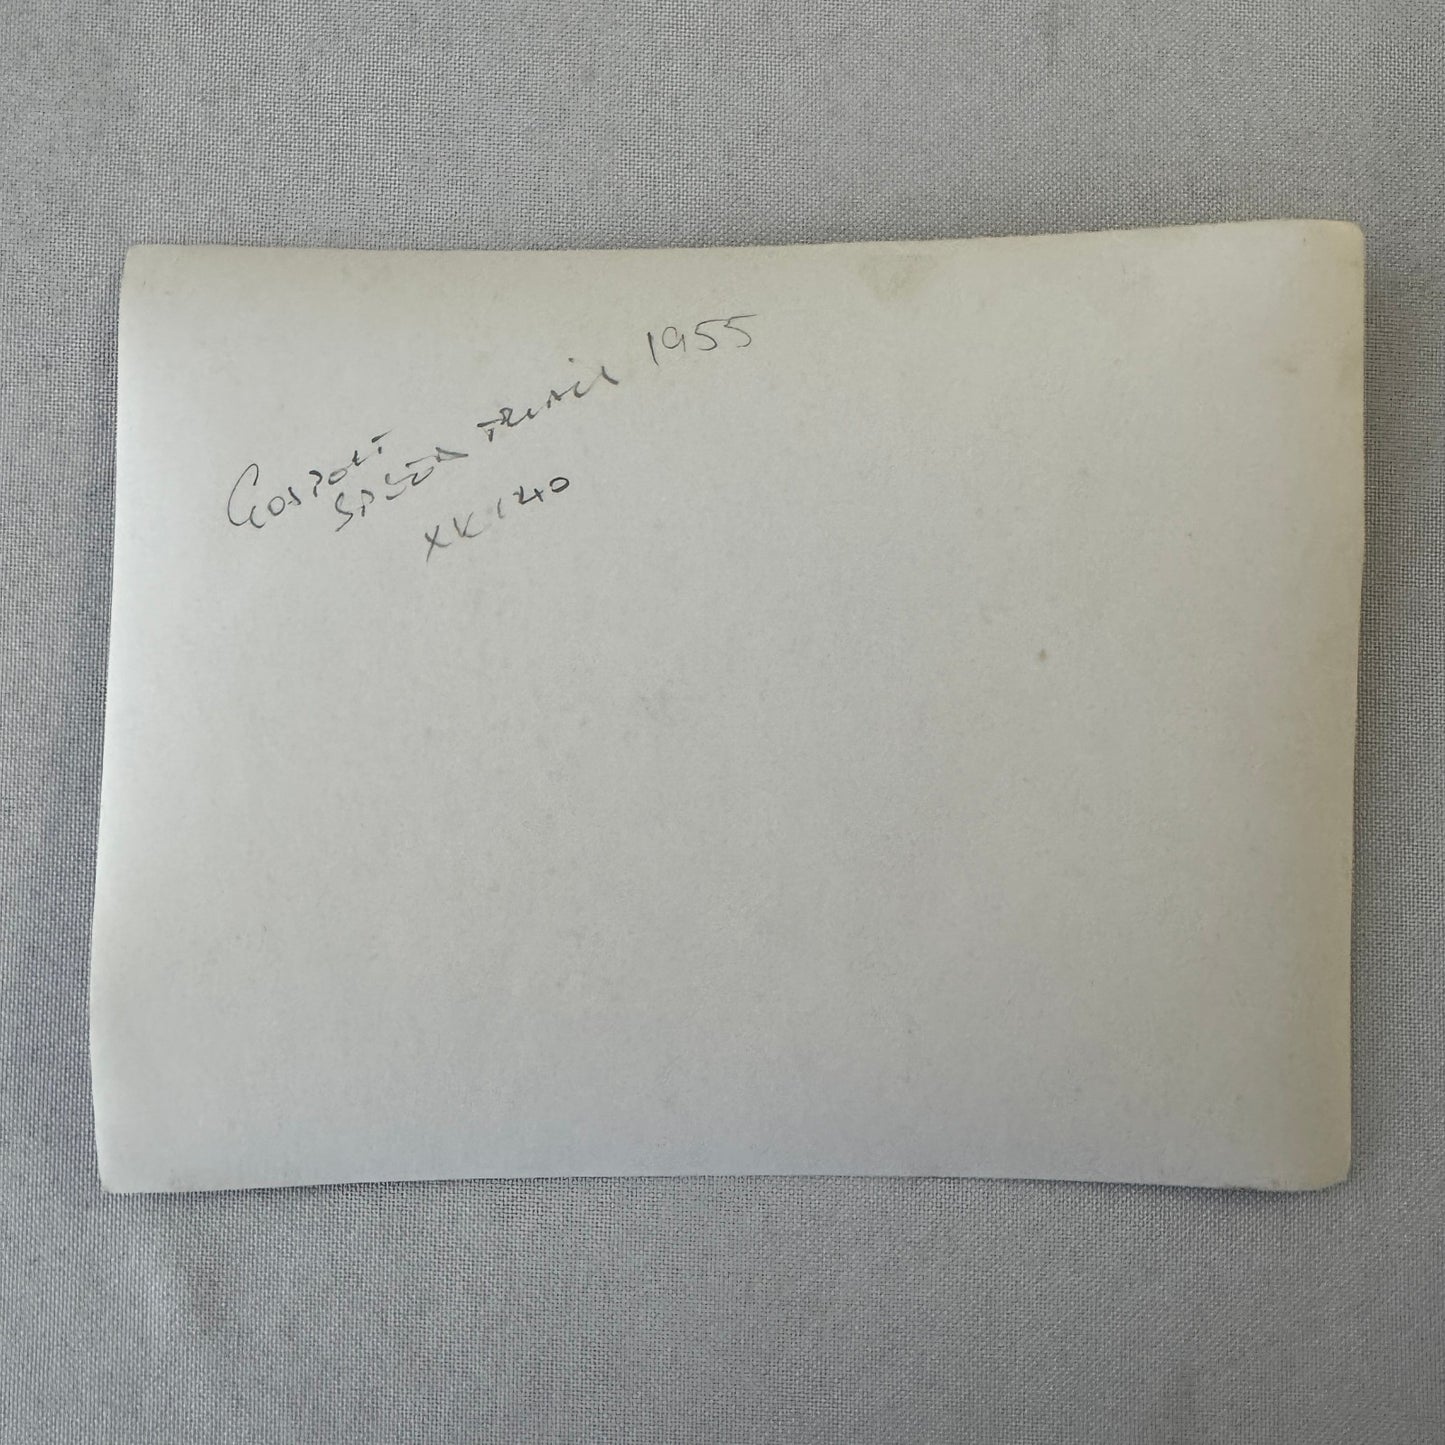 Gosport
SPEED TRIALS 1955
XK140